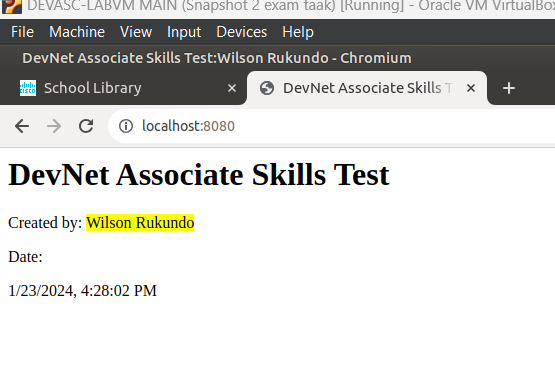 DEVASC-LABVM MAIN (Snapshot 2 exam taak) [Running] - Oracle VM VirtualBox
File Machine View Input Devices Help
DevNet Associate Skills Test:Wilson Rukundo - Chromium
School Library
DevNet Associate Skills T
localhost:8080
DevNet Associate Skills Test
Created by: Wilson Rukundo
Date:
1/23/2024, 4:28:02 PM